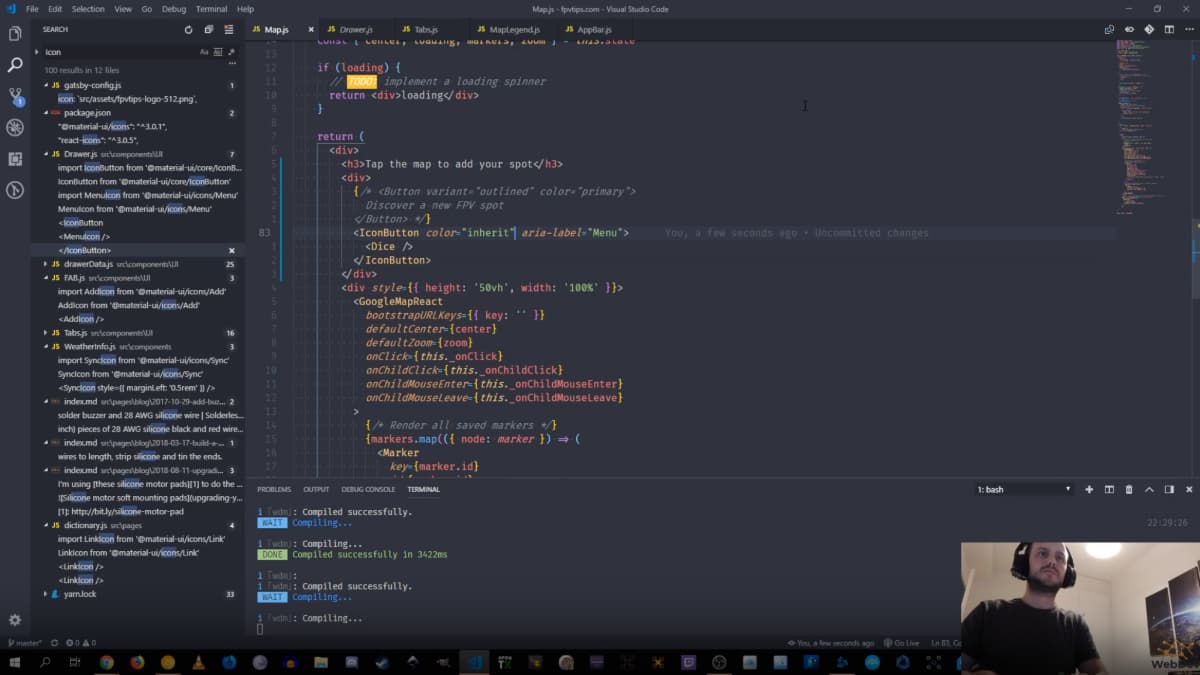 File Edit Selection View Go Debug Terminal Help
Map.js - fpvtips.com - Visual Studio Code
SEARCH
Icon
Aa
100 results in 12 files
JS gatsby-config.js 1
icon: `src/assets/fpvtips-logo-512.png`,
package.json 2
"@material-ui/icons": "^3.0.1",
"react-icons": "^3.0.5",
JS Drawer.js src\components\UI 7
import IconButton from '@material-ui/core/IconB...
IconButton from '@material-ui/core/IconButton'
import MenuIcon from '@material-ui/icons/Menu'
MenuIcon from '@material-ui/icons/Menu'
<IconButton
<MenuIcon />
</IconButton>
JS drawerData.js src\components\UI 25
JS FAB.js src\components\UI 3
import AddIcon from '@material-ui/icons/Add'
AddIcon from '@material-ui/icons/Add'
<AddIcon />
JS Tabs.js src\components\UI 16
JS WeatherInfo.js src\components 3
import SyncIcon from '@material-ui/icons/Sync'
SyncIcon from '@material-ui/icons/Sync'
<SyncIcon style={{ marginLeft: '0.5rem' }} />
index.md src\pages\blog\2017-10-29-add-buz... 2
solder buzzer and 28 AWG silicone wire | Solderles...
inch) pieces of 28 AWG silicone black and red wire...
index.md src\pages\blog\2018-03-17-build-a-... 1
wires to length, strip silicone and tin the ends.
index.md src\pages\blog\2018-08-11-upgradi... 3
I'm using [these silicone motor pads][1] to do the ...
![Silicone motor soft mounting pads](upgrading-y...
[1]: http://bit.ly/silicone-motor-pad
JS dictionary.js src\pages 4
import LinkIcon from '@material-ui/icons/Link'
LinkIcon from '@material-ui/icons/Link'
<LinkIcon />
<LinkIcon />
yarn.lock 33
JS Map.js
JS Drawer.js
JS Tabs.js
JS MapLegend.js
JS AppBar.js
const { center, loading, markers, zoom } = this.state
13
12 if (loading) {
11 // TODO: implement a loading spinner
10 return <div>loading</div>
9 }
8
7 return (
6 <div>
5 <h3>Tap the map to add your spot</h3>
4 <div>
3 {/* <Button variant="outlined" color="primary">
2 Discover a new FPV spot
1 </Button> */}
83 <IconButton color="inherit" aria-label="Menu"> You, a few seconds ago • Uncommitted changes
1 <Dice />
2 </IconButton>
3 </div>
4 <div style={{ height: '50vh', width: '100%' }}>
5 <GoogleMapReact
6 bootstrapURLKeys={{ key: '' }}
7 defaultCenter={center}
8 defaultZoom={zoom}
9 onClick={this._onClick}
10 onChildClick={this._onChildClick}
11 onChildMouseEnter={this._onChildMouseEnter}
12 onChildMouseLeave={this._onChildMouseLeave}
13 >
14 {/* Render all saved markers */}
15 {markers.map(({ node: marker }) => (
16 <Marker
17 key={marker.id}
PROBLEMS OUTPUT DEBUG CONSOLE TERMINAL
1: bash
i ｢wdm｣: Compiled successfully.
WAIT Compiling...
22:29:26
i ｢wdm｣: Compiling...
DONE Compiled successfully in 3422ms
i ｢wdm｣:
i ｢wdm｣: Compiled successfully.
WAIT Compiling...
i ｢wdm｣: Compiling...
master*
0 0
You, a few seconds ago
Go Live
Ln 83, Co